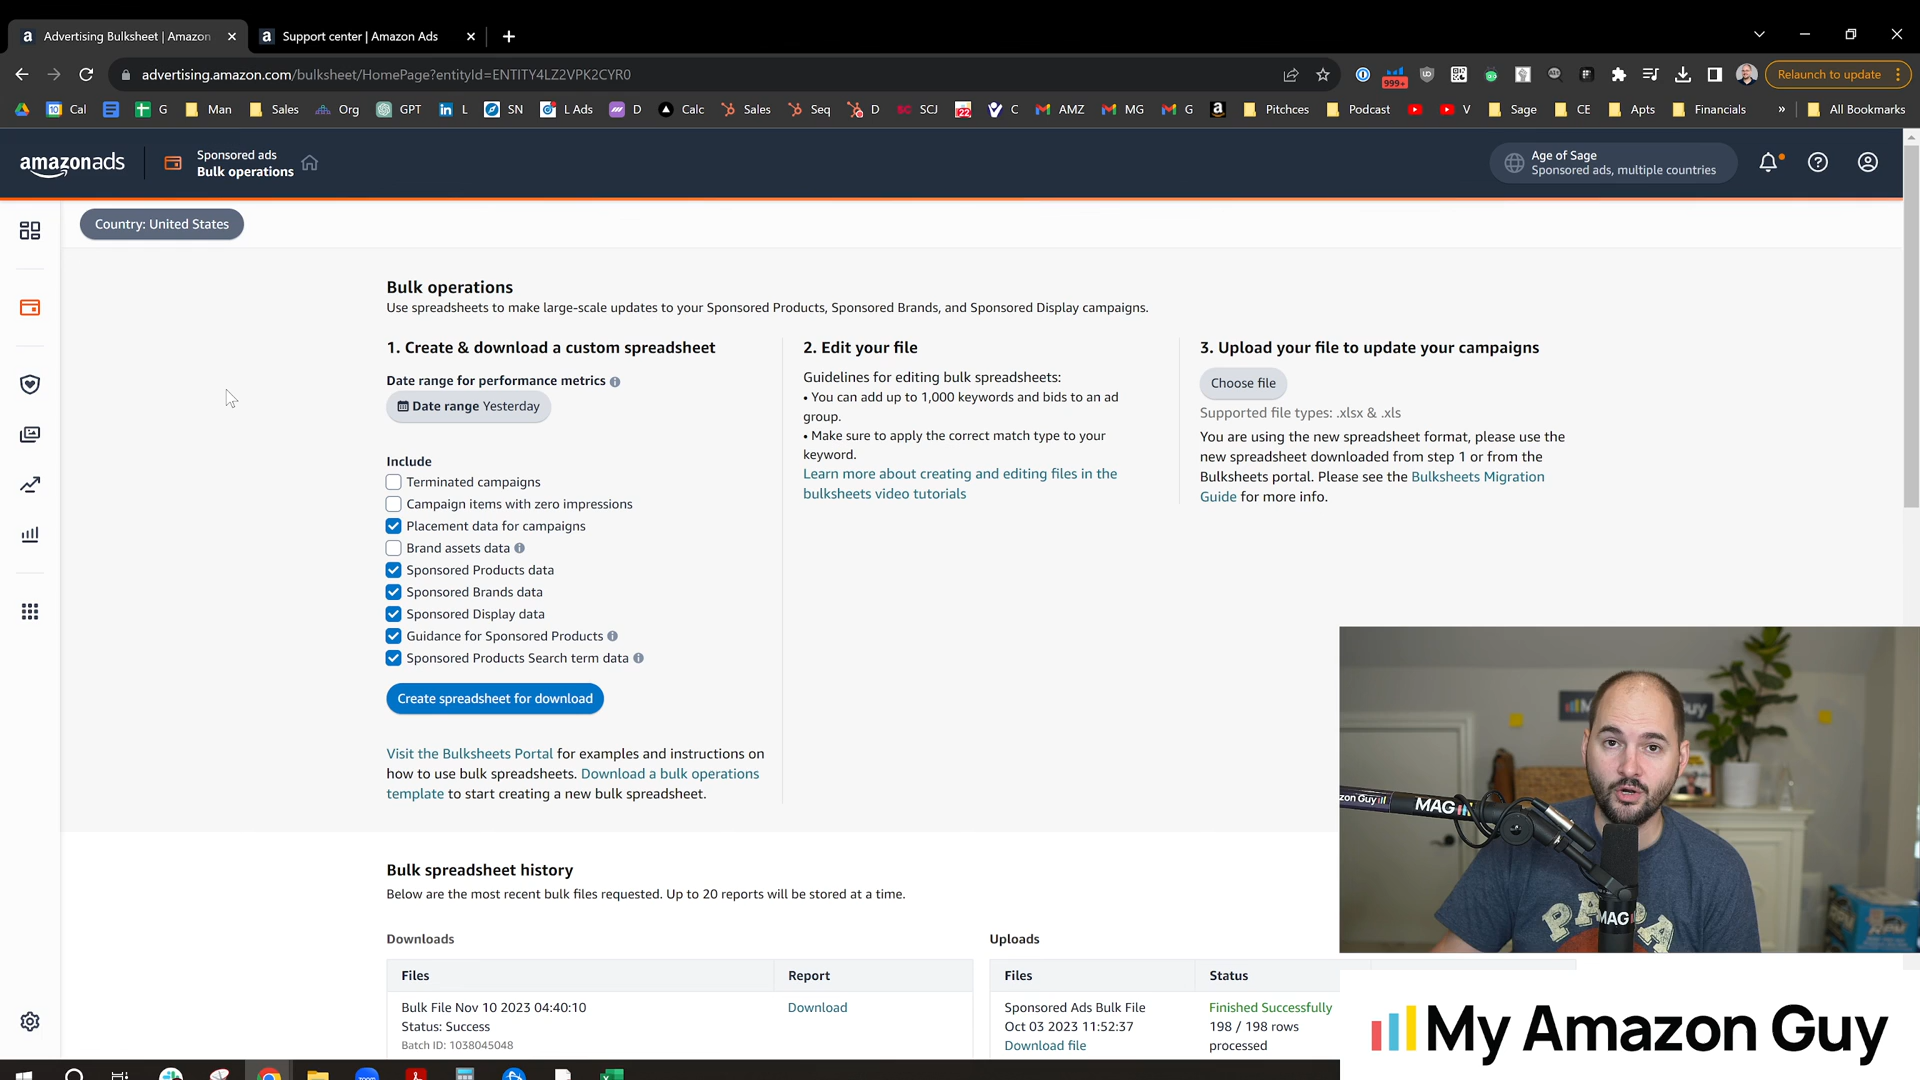 Advertising Bulksheet | Amazon
Support center | Amazon Ads
advertising.amazon.com/bulksheet/HomePage?entityId=ENTITY4LZ2VPK2CYR0
999+
Relaunch to update
Cal
G
Man
Sales
Org
GPT
L
SN
L Ads
D
Calc
Sales
Seq
D
SCJ
C
AMZ
MG
G
Pitchces
Podcast
V
Sage
CE
Apts
Financials
»
All Bookmarks
amazonads
Sponsored ads
Bulk operations
Age of Sage
Sponsored ads, multiple countries
Country: United States
Bulk operations
Use spreadsheets to make large-scale updates to your Sponsored Products, Sponsored Brands, and Sponsored Display campaigns.
1. Create & download a custom spreadsheet
Date range for performance metrics
Date range Yesterday
Include
Terminated campaigns
Campaign items with zero impressions
Placement data for campaigns
Brand assets data
Sponsored Products data
Sponsored Brands data
Sponsored Display data
Guidance for Sponsored Products
Sponsored Products Search term data
Create spreadsheet for download
Visit the Bulksheets Portal for examples and instructions on
how to use bulk spreadsheets. Download a bulk operations
template to start creating a new bulk spreadsheet.
2. Edit your file
Guidelines for editing bulk spreadsheets:
• You can add up to 1,000 keywords and bids to an ad
group.
• Make sure to apply the correct match type to your
keyword.
Learn more about creating and editing files in the
bulksheets video tutorials
3. Upload your file to update your campaigns
Choose file
Supported file types: .xlsx & .xls
You are using the new spreadsheet format, please use the
new spreadsheet downloaded from step 1 or from the
Bulksheets portal. Please see the Bulksheets Migration
Guide for more info.
Bulk spreadsheet history
Below are the most recent bulk files requested. Up to 20 reports will be stored at a time.
Downloads
Files
Report
Bulk File Nov 10 2023 04:40:10
Status: Success
Batch ID: 1038045048
Download
Uploads
Files
Status
Sponsored Ads Bulk File
Oct 03 2023 11:52:37
Download file
Finished Successfully
198 / 198 rows
processed
zon Guy
MAG
MAG
PAPA
My Amazon Guy